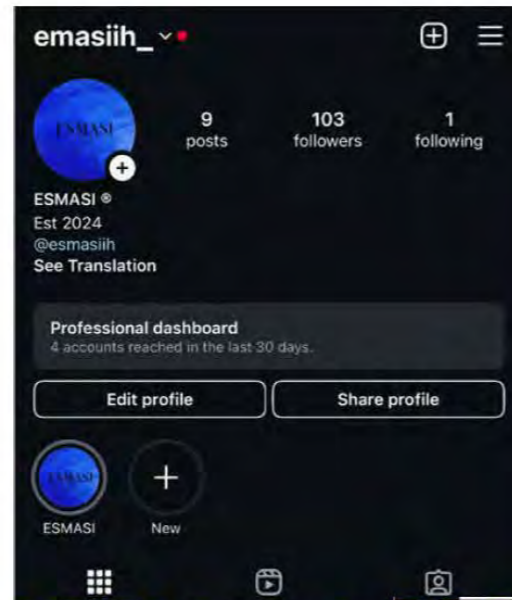 emasiih_
ESMASI
9
posts
103
followers
1
following
ESMASI ®
Est 2024
@esmasiih
See Translation
Professional dashboard
4 accounts reached in the last 30 days.
Edit profile
Share profile
ESMASI
ESMASI
New